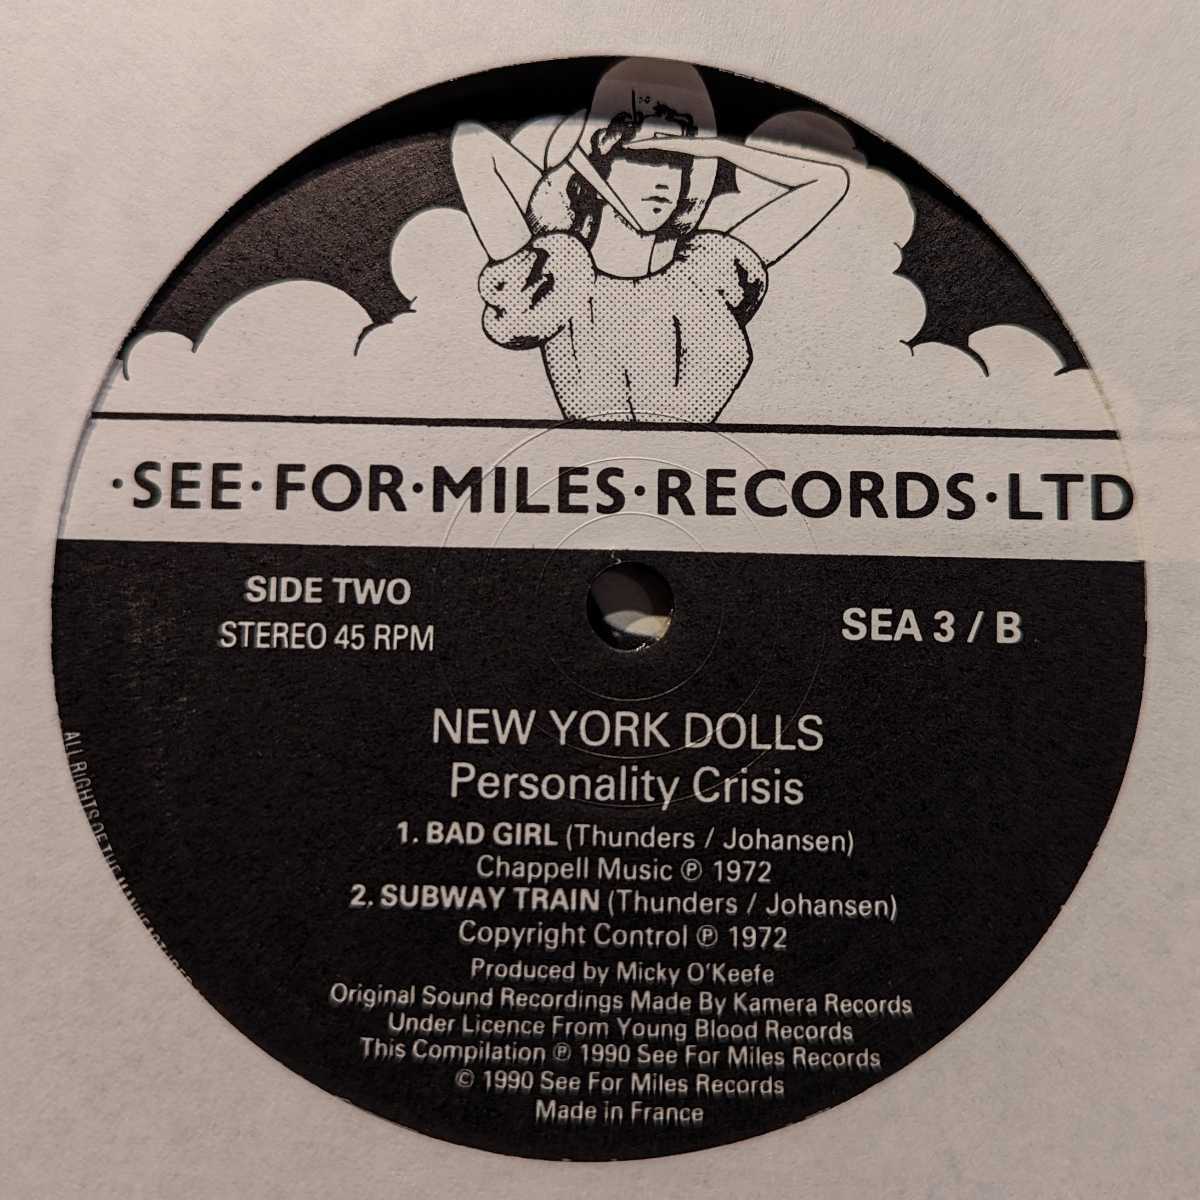 ·SEE·FOR·MILES·RECORDS·LTD
SIDE TWO
STEREO 45 RPM
SEA 3 / B
NEW YORK DOLLS
Personality Crisis
1. BAD GIRL (Thunders / Johansen)
Chappell Music ℗ 1972
2. SUBWAY TRAIN (Thunders / Johansen)
Copyright Control ℗ 1972
Produced by Micky O'Keefe
Original Sound Recordings Made By Kamera Records
Under Licence From Young Blood Records
This Compilation ℗ 1990 See For Miles Records
© 1990 See For Miles Records
Made in France
ALL RIGHTS OF THE